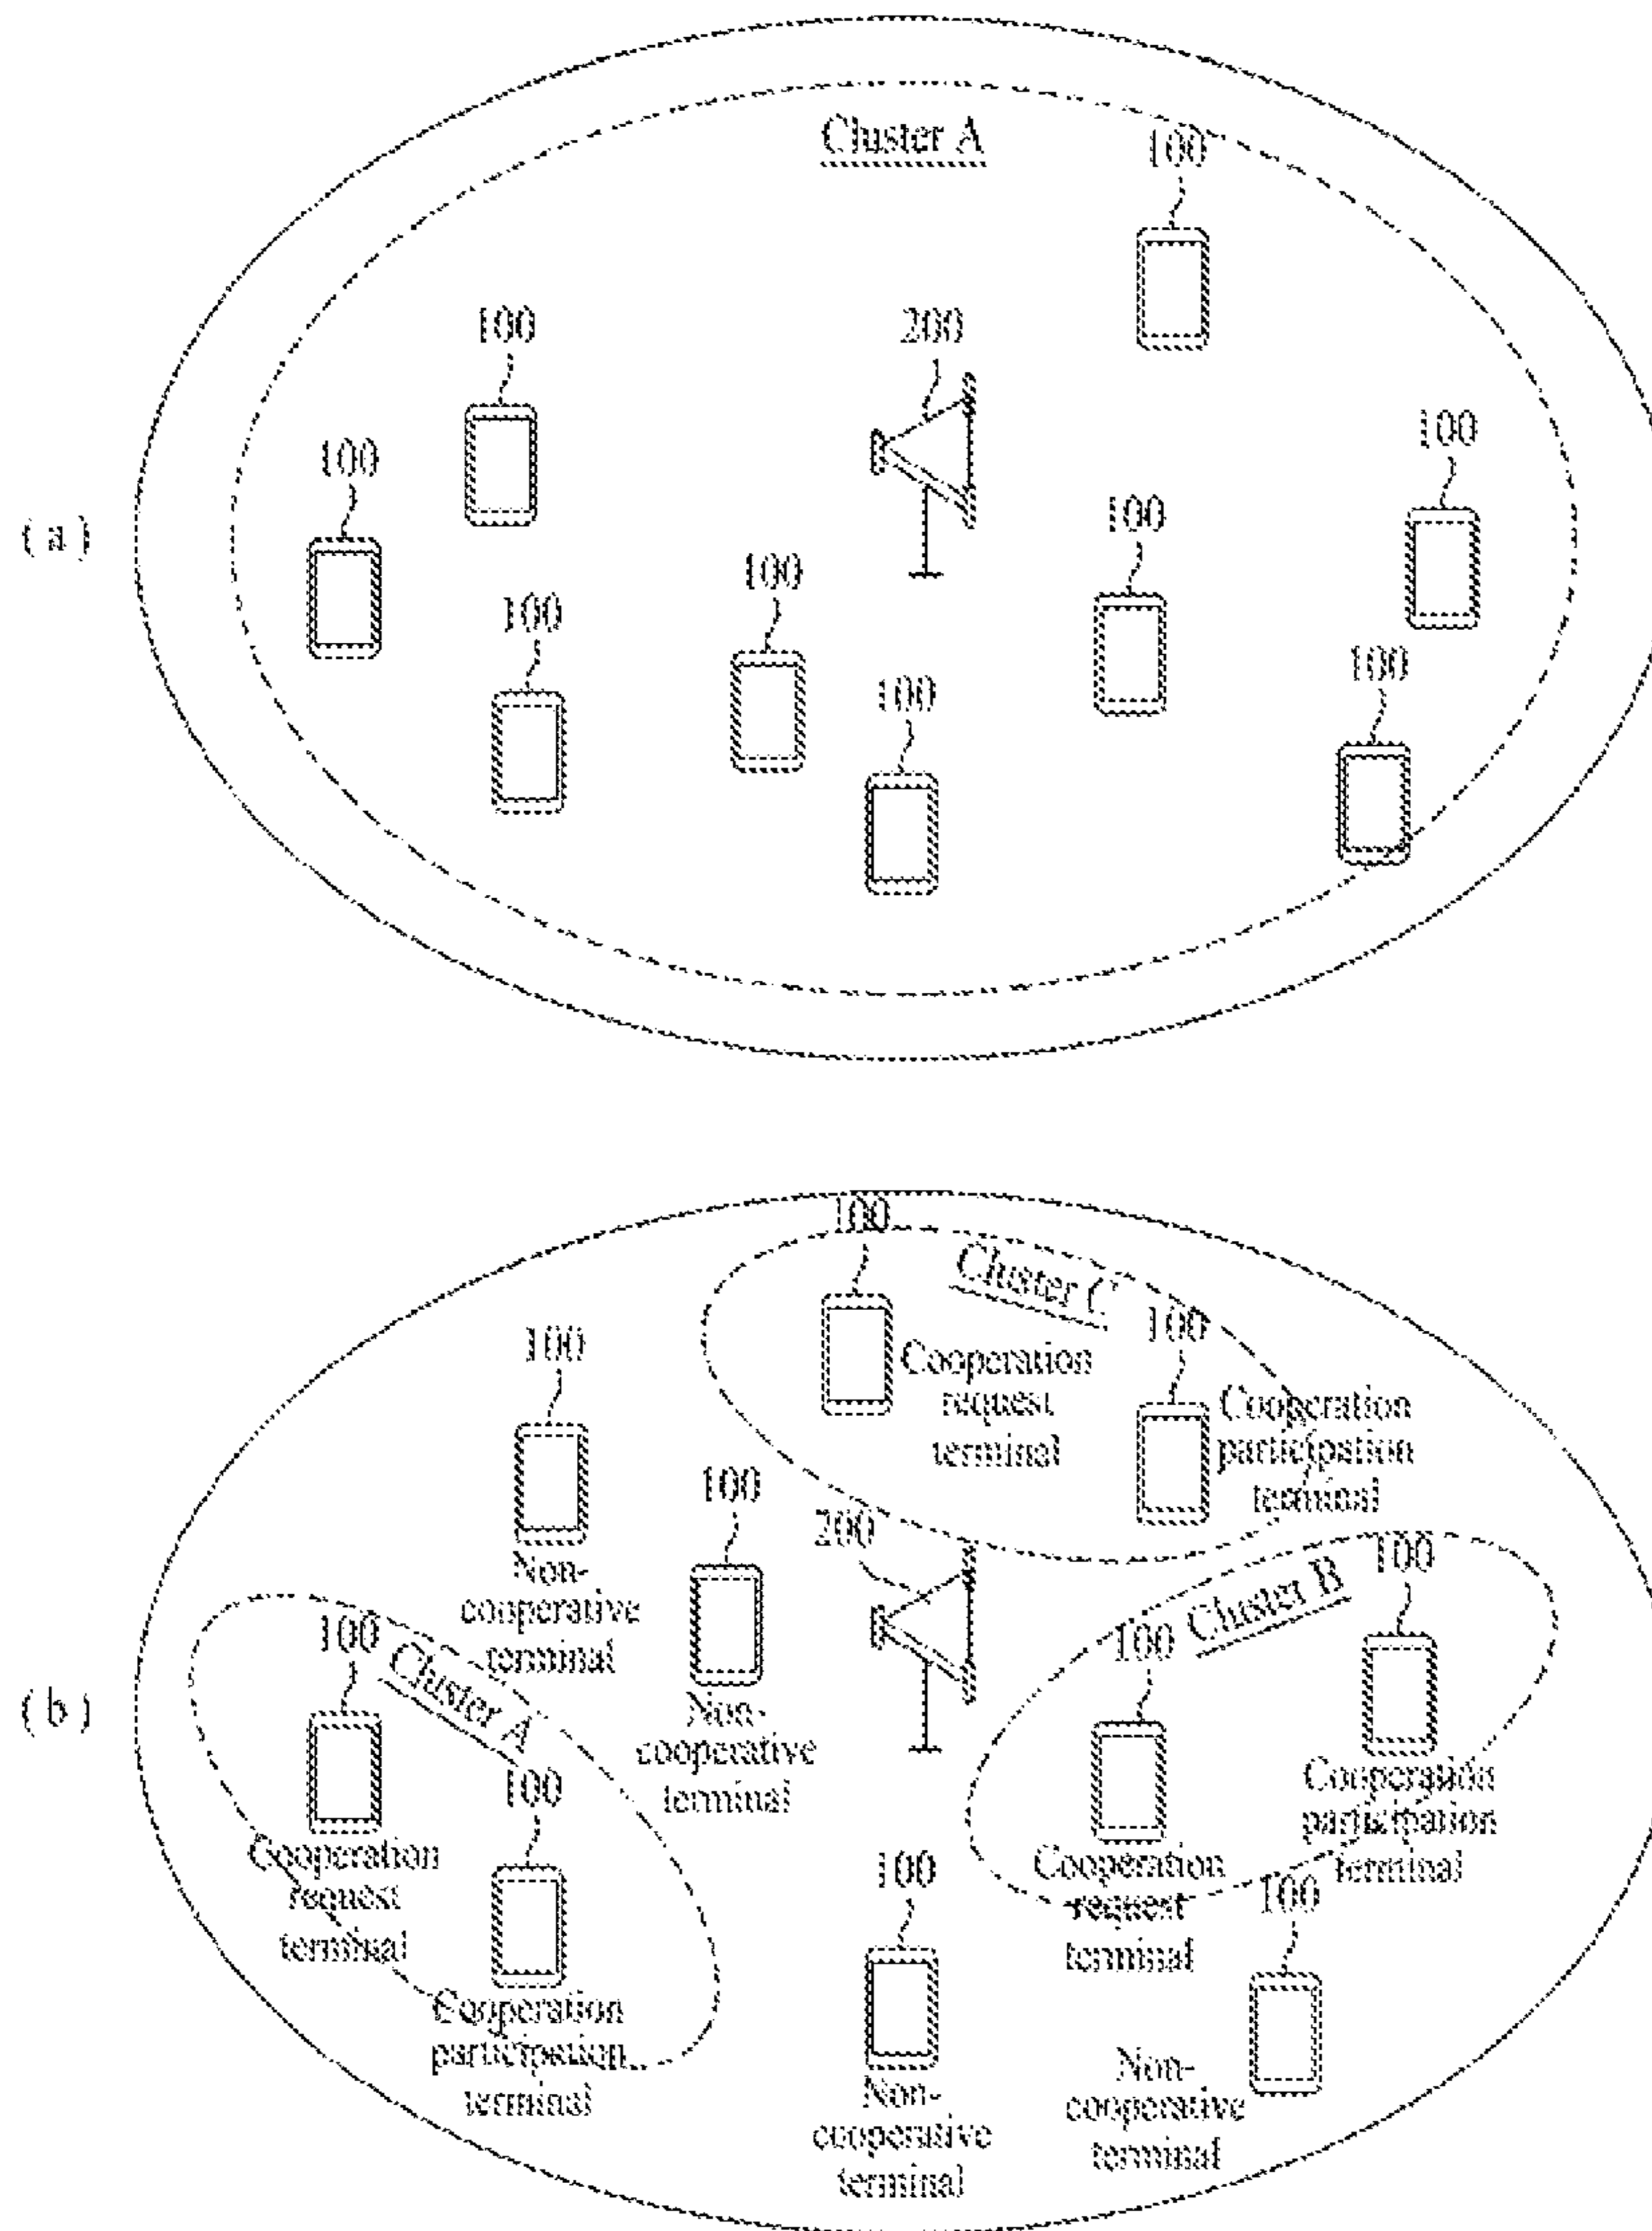 Cluster A
100
100
200
100
100
100
100
100
100
100
(a)
100
Cluster C
100
100
Cooperation
request
terminal
Cooperation
participation
terminal
100
200
Non-
cooperative
terminal
100
Cluster B
100
100
Cluster A
Non-
cooperative
terminal
(b)
100
Cooperation
participation
terminal
Cooperation
request
terminal
100
Cooperation
request
terminal
100
Cooperation
participation
terminal
Non-
cooperative
terminal
Non-
cooperative
terminal